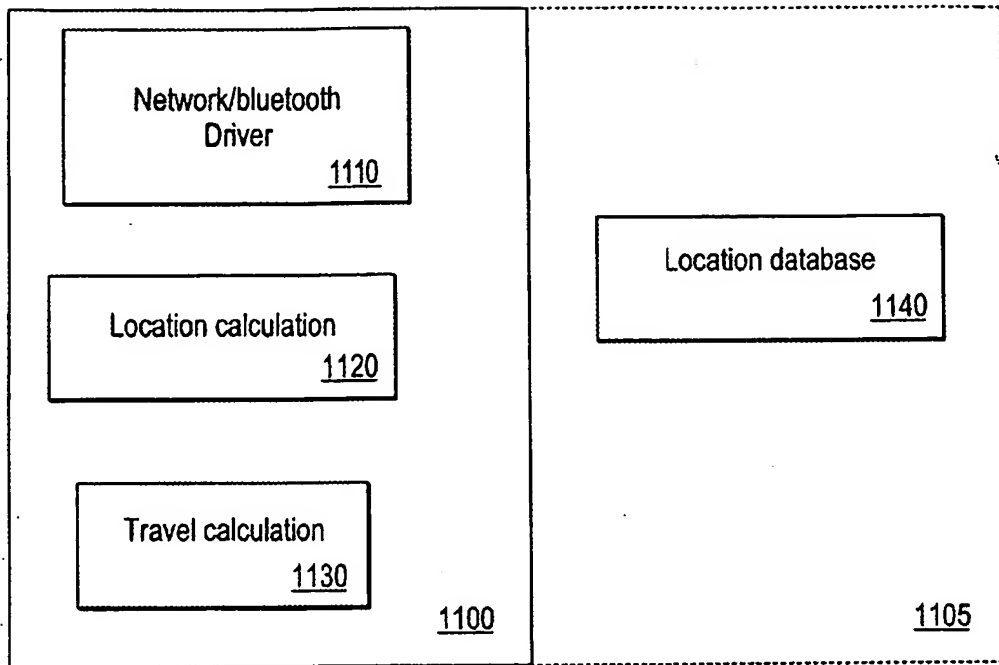 Network/bluetooth
Driver
1110
Location database
1140
Location calculation
1120
Travel calculation
1130
1100
1105